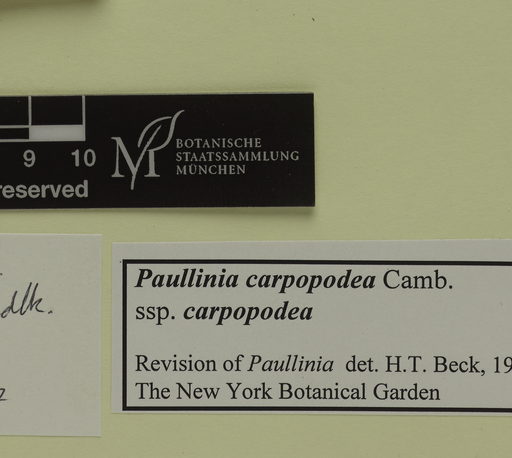 9 10
reserved
M
BOTANISCHE
STAATSSAMMLUNG
MÜNCHEN
dlk.
Paullinia carpopodea Camb.
ssp. carpopodea
Revision of Paullinia det. H.T. Beck, 19
The New York Botanical Garden